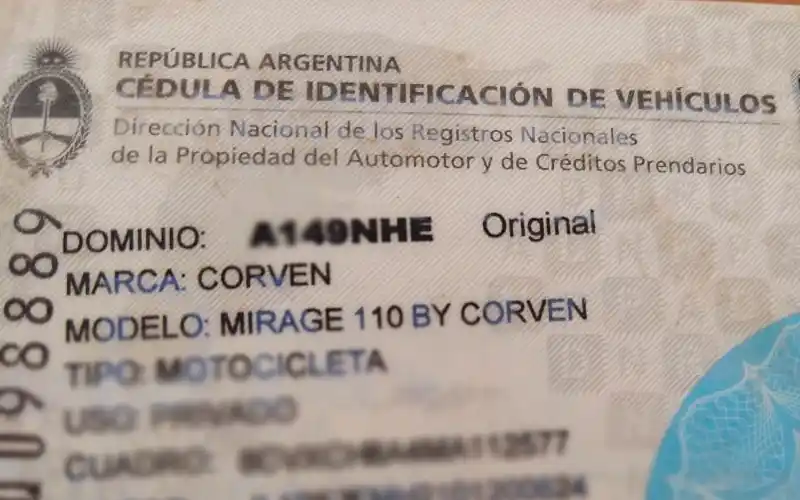 REPÚBLICA ARGENTINA
CÉDULA DE IDENTIFICACIÓN DE VEHÍCULOS
Dirección Nacional de los Registros Nacionales
de la Propiedad del Automotor y de Créditos Prendarios
DOMINIO: A149NHE Original
MARCA: CORVEN
MODELO: MIRAGE 110 BY CORVEN
TIPO: MOTOCICLETA
USO: PRIVADO
CUADRO: